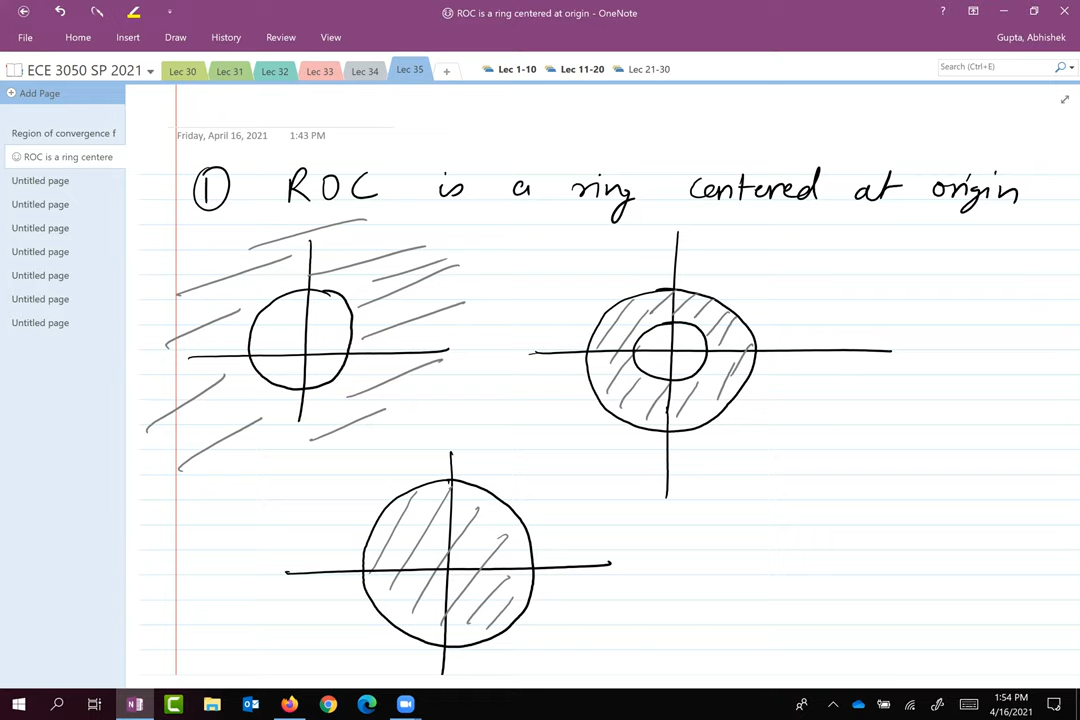 ROC is a ring centered at origin - OneNote
?
File
Home
Insert
Draw
History
Review
View
Gupta, Abhishek
ECE 3050 SP 2021
Lec 30
Lec 31
Lec 32
Lec 33
Lec 34
Lec 35
Lec 1-10
Lec 11-20
Lec 21-30
Search (Ctrl+E)
Add Page
Region of convergence f
ROC is a ring centere
Untitled page
Untitled page
Untitled page
Untitled page
Untitled page
Untitled page
Untitled page
Friday, April 16, 2021 1:43 PM
① ROC is a ring centered at origin
1:54 PM
4/16/2021